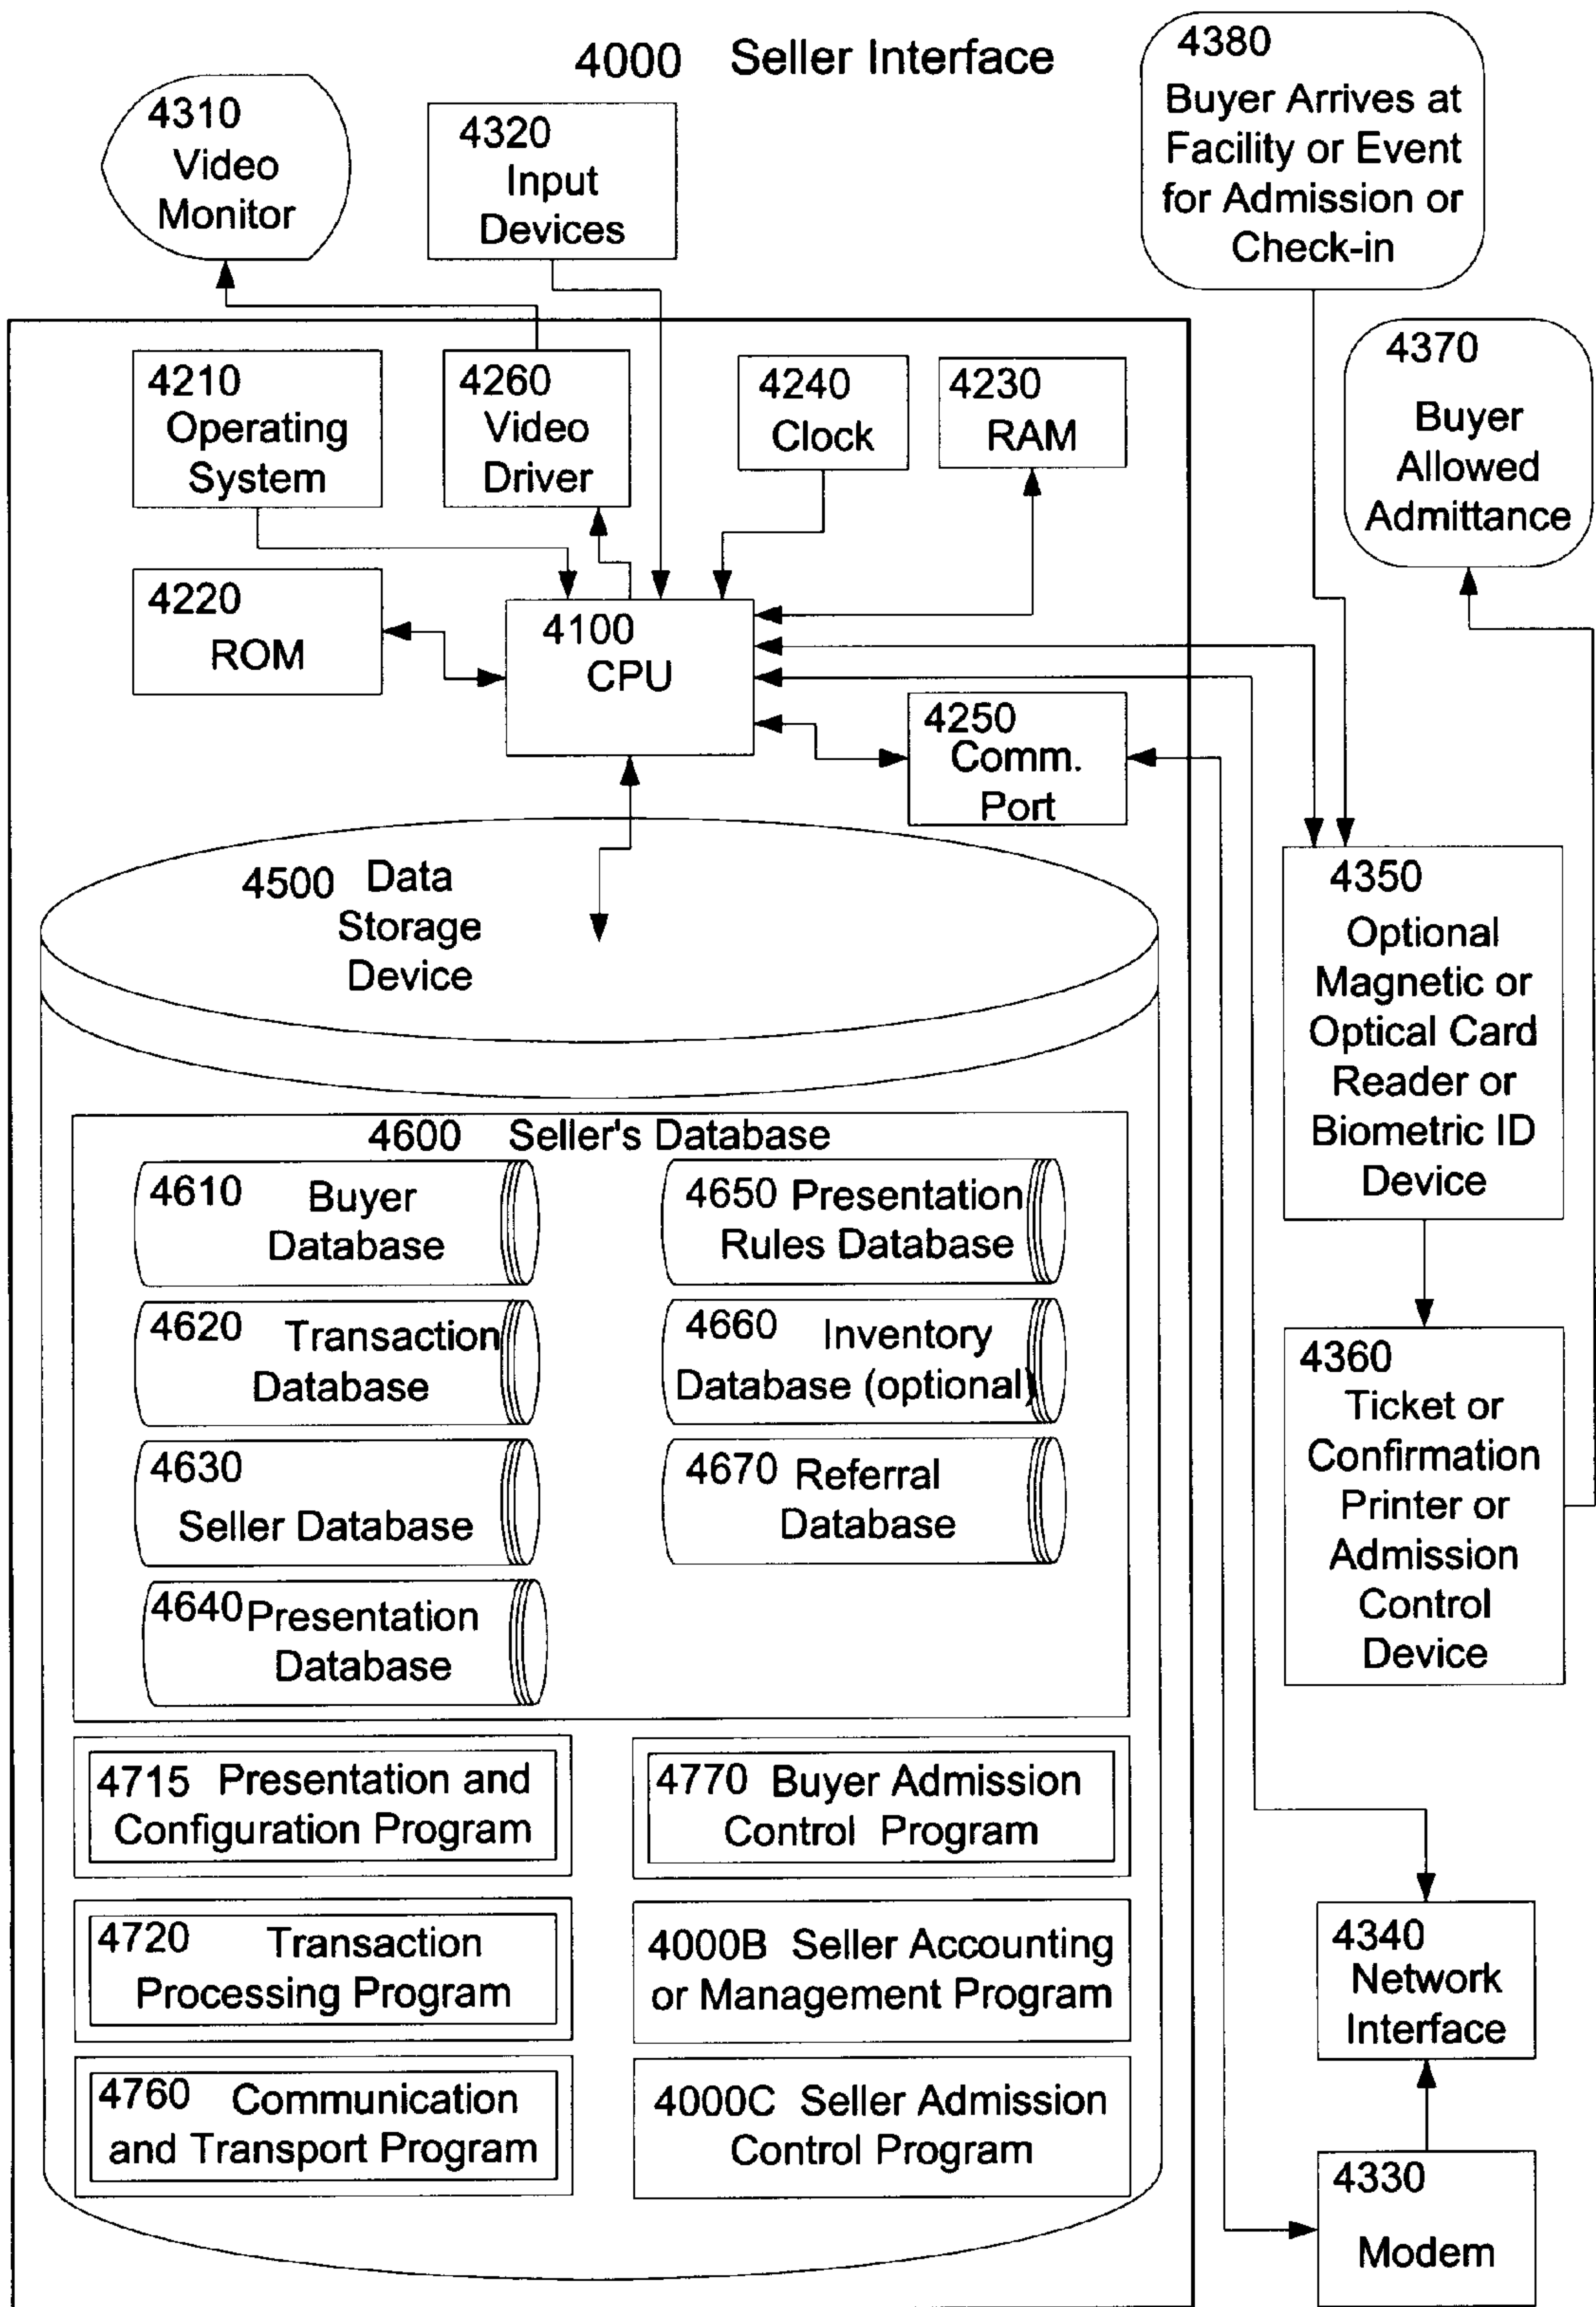 4000 Seller Interface
4310
Video
Monitor
4320
Input
Devices
4380
Buyer Arrives at
Facility or Event
for Admission or
Check-in
4210
Operating
System
4260
Video
Driver
4240
Clock
4230
RAM
4370
Buyer
Allowed
Admittance
4220
ROM
4100
CPU
4250
Comm.
Port
4500 Data
Storage
Device
4350
Optional
Magnetic or
Optical Card
Reader or
Biometric ID
Device
4600 Seller's Database
4610 Buyer
Database
4650 Presentation
Rules Database
4620 Transaction
Database
4660 Inventory
Database (optional)
4630
Seller Database
4670 Referral
Database
4640 Presentation
Database
4360
Ticket or
Confirmation
Printer or
Admission
Control
Device
4715 Presentation and
Configuration Program
4770 Buyer Admission
Control Program
4720 Transaction
Processing Program
4000B Seller Accounting
or Management Program
4760 Communication
and Transport Program
4000C Seller Admission
Control Program
4340
Network
Interface
4330
Modem